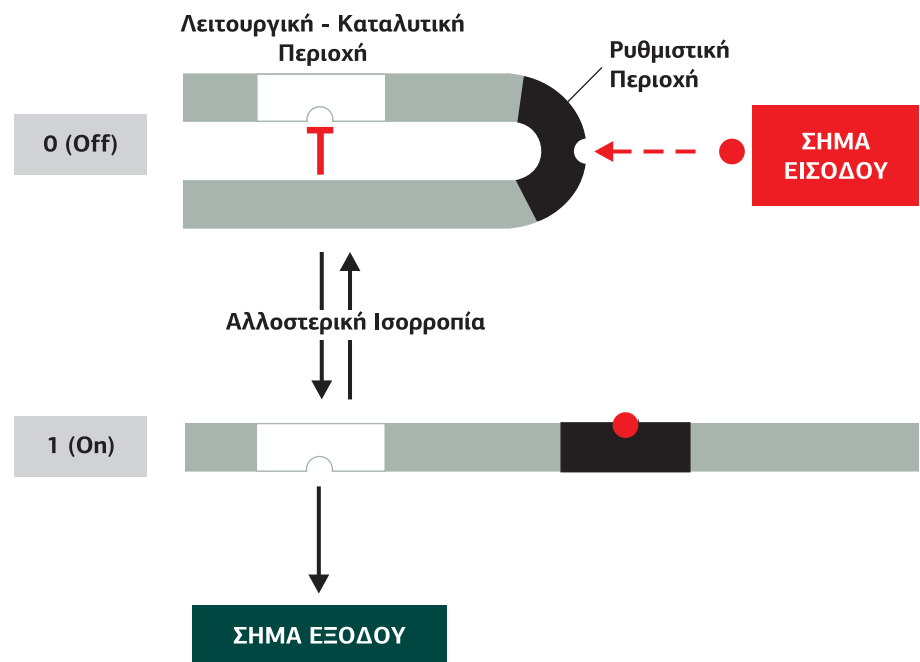 Λειτουργική - Καταλυτική
Περιοχή
Ρυθμιστική
Περιοχή
0 (Off)
ΣΗΜΑ
ΕΙΣΟΔΟΥ
Αλλοστερική Ισορροπία
1 (On)
ΣΗΜΑ ΕΞΟΔΟΥ